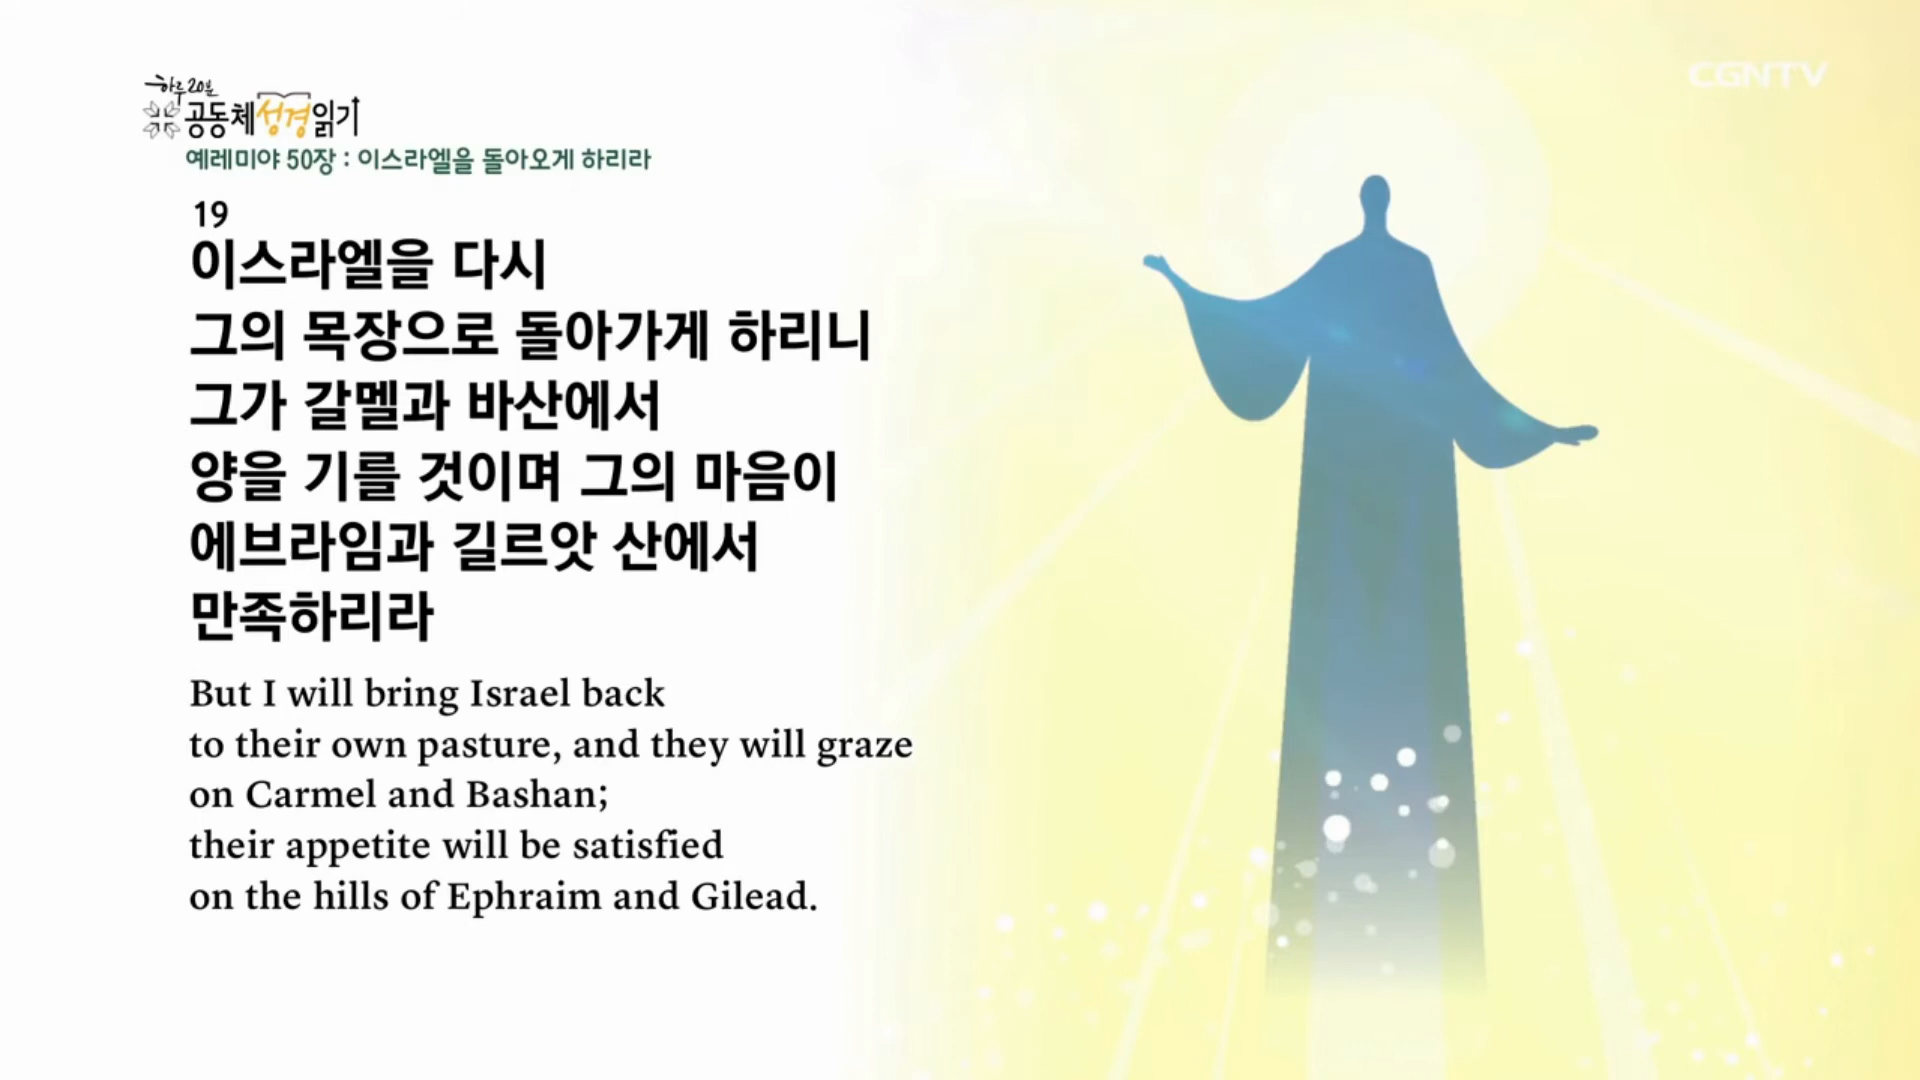 하루 20분
공동체성경읽기
예레미야 50장 : 이스라엘을 돌아오게 하리라
19
이스라엘을 다시
그의 목장으로 돌아가게 하리니
그가 갈멜과 바산에서
양을 기를 것이며 그의 마음이
에브라임과 길르앗 산에서
만족하리라
But I will bring Israel back
to their own pasture, and they will graze
on Carmel and Bashan;
their appetite will be satisfied
on the hills of Ephraim and Gilead.
CGNTV